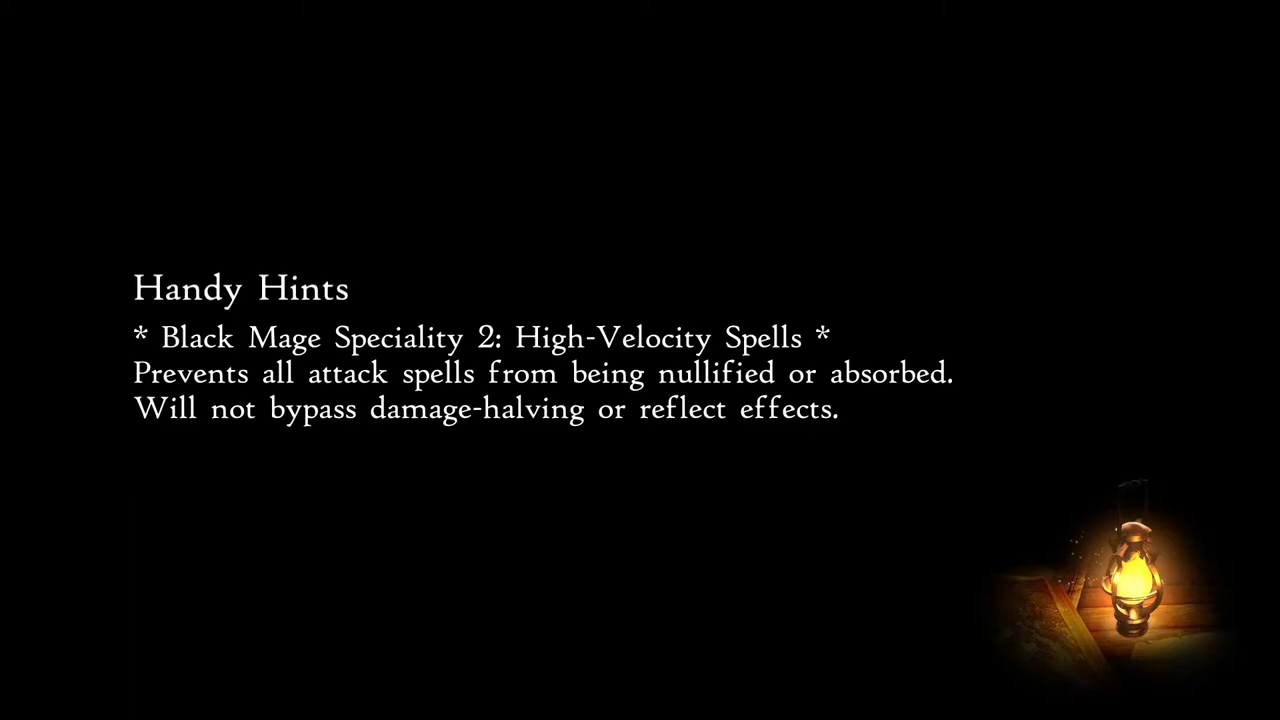 Handy Hints
* Black Mage Speciality 2: High-Velocity Spells *
Prevents all attack spells from being nullified or absorbed.
Will not bypass damage-halving or reflect effects.